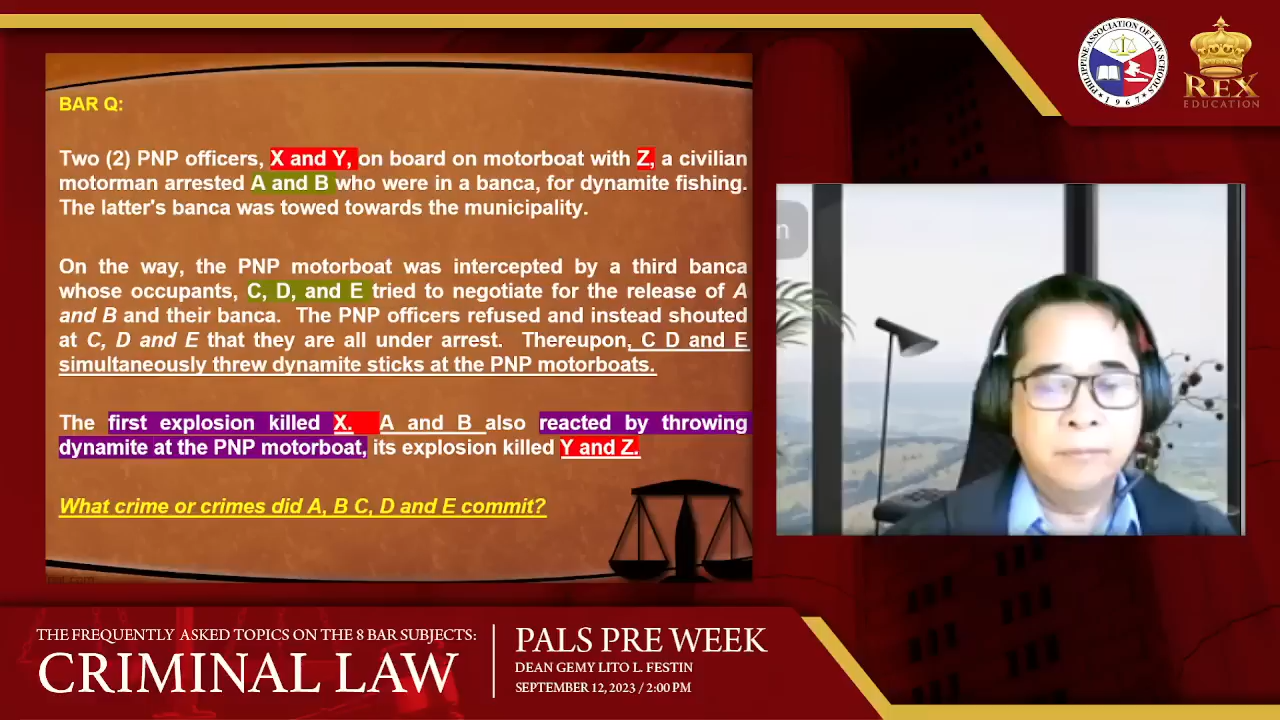 BAR Q:
Two (2) PNP officers, X and Y, on board on motorboat with Z, a civilian
motorman arrested A and B who were in a banca, for dynamite fishing.
The latter's banca was towed towards the municipality.
On the way, the PNP motorboat was intercepted by a third banca
whose occupants, C, D, and E tried to negotiate for the release of A
and B and their banca. The PNP officers refused and instead shouted
at C, D and E that they are all under arrest. Thereupon, C D and E
simultaneously threw dynamite sticks at the PNP motorboats.
The first explosion killed X. A and B also reacted by throwing
dynamite at the PNP motorboat, its explosion killed Y and Z.
What crime or crimes did A, B C, D and E commit?
PHILIPPINE ASSOCIATION OF LAW SCHOOLS
1967
REX
EDUCATION
THE FREQUENTLY ASKED TOPICS ON THE 8 BAR SUBJECTS:
CRIMINAL LAW
PALS PRE WEEK
DEAN GEMY LITO L. FESTIN
SEPTEMBER 12, 2023 / 2:00 PM